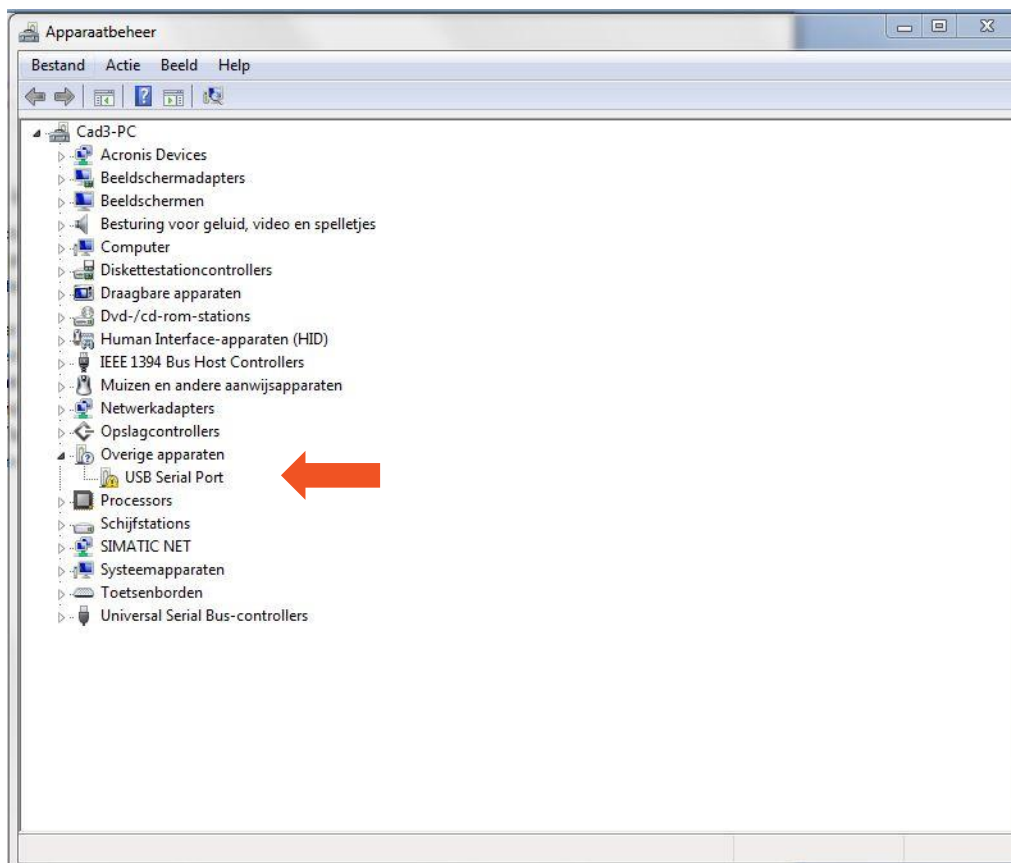 Apparaatbeheer
Bestand Actie Beeld Help
Cad3-PC
Acronis Devices
Beeldschermadapters
Beeldschermen
Besturing voor geluid, video en spelletjes
Computer
Diskettestationcontrollers
Draagbare apparaten
Dvd-/cd-rom-stations
Human Interface-apparaten (HID)
IEEE 1394 Bus Host Controllers
Muizen en andere aanwijsapparaten
Netwerkadapters
Opslagcontrollers
Overige apparaten
USB Serial Port
Processors
Schijfstations
SIMATIC NET
Systeemapparaten
Toetsenborden
Universal Serial Bus-controllers